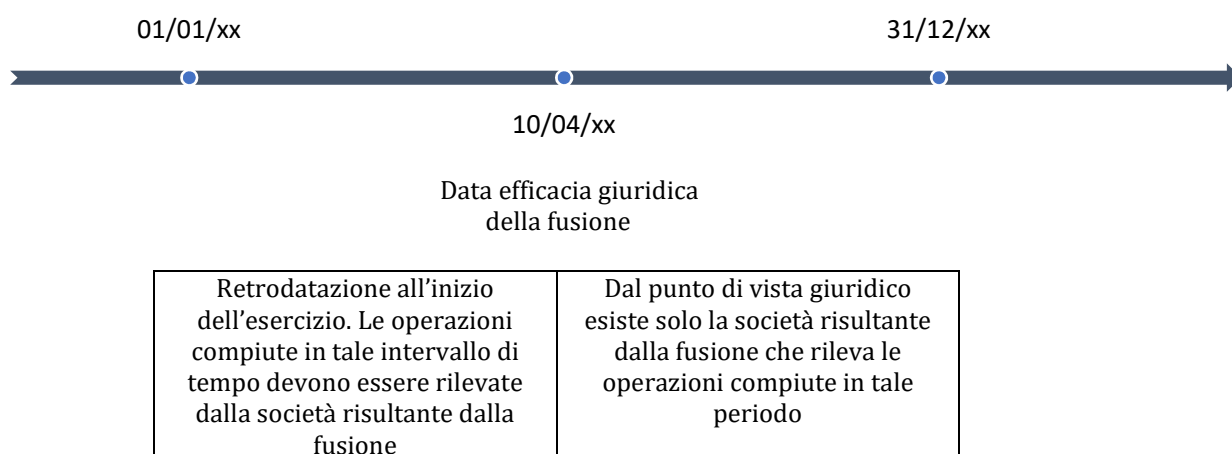 01/01/xx
31/12/xx
10/04/xx
Data efficacia giuridica
della fusione
Retrodatazione all’inizio
dell’esercizio. Le operazioni
compiute in tale intervallo di
tempo devono essere rilevate
dalla società risultante dalla
fusione
Dal punto di vista giuridico
esiste solo la società risultante
dalla fusione che rileva le
operazioni compiute in tale
periodo